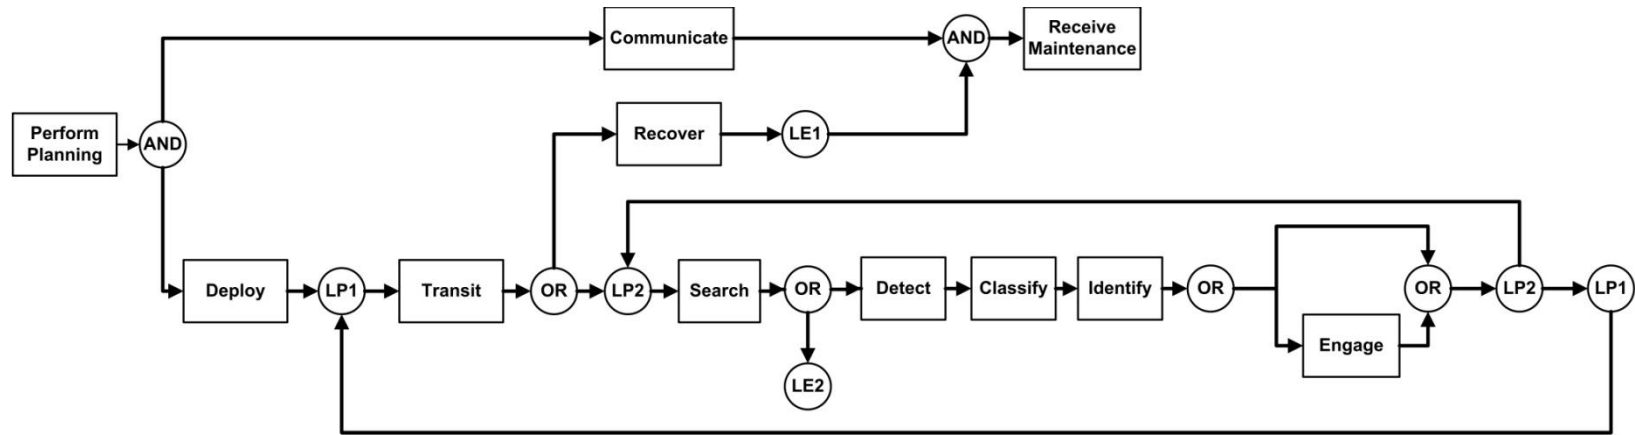 Communicate
AND
Receive
Maintenance
Perform
Planning
AND
Recover
LE1
Deploy
LP1
Transit
OR
LP2
Search
OR
Detect
Classify
Identify
OR
OR
LP2
LP1
Engage
LE2